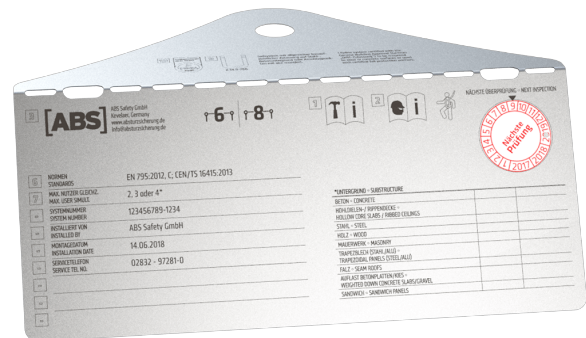 [ABS]
ABS Safety GmbH
Kevelaer, Germany
www.absturzsicherung.de
info@absturzsicherung.de
6 8
1 2
NÄCHSTE ÜBERPRÜFUNG - NEXT INSPECTION
Nächste
Prüfung
2017 2018
NORMEN
STANDARDS
EN 795:2012, C; CEN/TS 16415:2013
MAX. NUTZER GLEICHZ.
MAX. USER SIMULT.
2, 3 oder 4*
SYSTEMNUMMER
SYSTEM NUMBER
123456789-1234
INSTALLIERT VON
INSTALLED BY
ABS Safety GmbH
MONTAGEDATUM
INSTALLATION DATE
14.06.2018
SERVICETELEFON
SERVICE TEL NO.
02832 - 97281-0
*UNTERGRUND - SUBSTRUCTURE
BETON - CONCRETE
HOHLDIELEN-/ RIPPENDECKE -
HOLLOW CORE SLABS / RIBBED CEILINGS
STAHL - STEEL
HOLZ - WOOD
MAUERWERK - MASONRY
TRAPEZBLECH (STAHL/ALU) -
TRAPEZOIDAL PANELS (STEEL/ALU)
FALZ - SEAM ROOFS
AUFLAST BETONPLATTEN/KIES -
WEIGHTED DOWN CONCRETE SLABS/GRAVEL
SANDWICH - SANDWICH PANELS